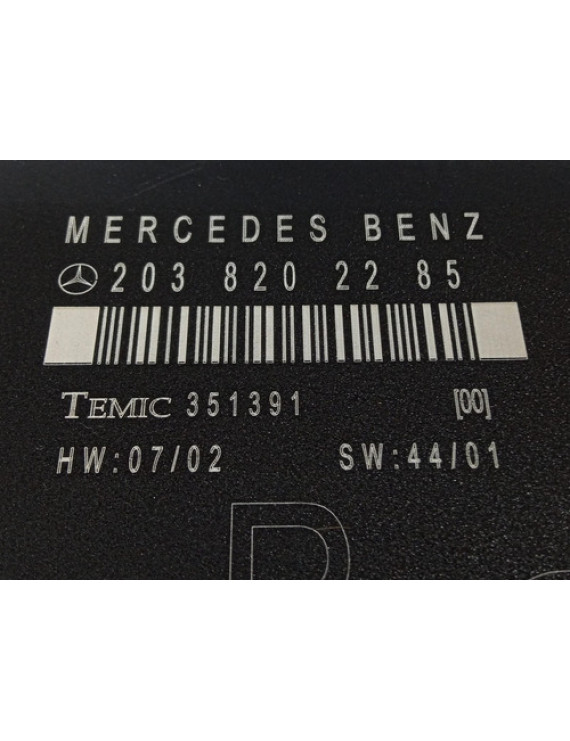 MERCEDES BENZ
203 820 22 85
TEMIC 351391 [00]
HW:07/02 SW:44/01